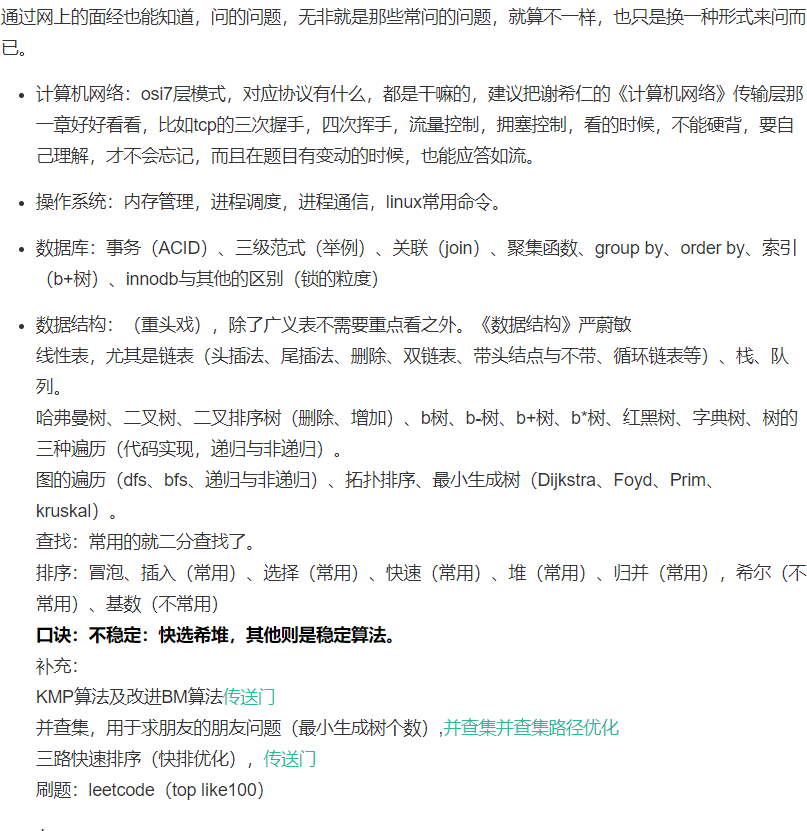 通过网上的面经也能知道，问的问题，无非就是那些常问的问题，就算不一样，也只是换一种形式来问而
已。
• 计算机网络：osi7层模式，对应协议有什么，都是干嘛的，建议把谢希仁的《计算机网络》传输层那
一章好好看看，比如tcp的三次握手，四次挥手，流量控制，拥塞控制，看的时候，不能硬背，要自
己理解，才不会忘记，而且在题目有变动的时候，也能应答如流。
• 操作系统：内存管理，进程调度，进程通信，linux常用命令。
• 数据库：事务（ACID）、三级范式（举例）、关联（join）、聚集函数、group by、order by、索引
（b+树）、innodb与其他的区别（锁的粒度）
• 数据结构：（重头戏），除了广义表不需要重点看之外。《数据结构》严蔚敏
线性表，尤其是链表（头插法、尾插法、删除、双链表、带头结点与不带、循环链表等）、栈、队
列。
哈弗曼树、二叉树、二叉排序树（删除、增加）、b树、b-树、b+树、b*树、红黑树、字典树、树的
三种遍历（代码实现，递归与非递归）。
图的遍历（dfs、bfs、递归与非递归）、拓扑排序、最小生成树（Dijkstra、Foyd、Prim、
kruskal）。
查找：常用的就二分查找了。
排序：冒泡、插入（常用）、选择（常用）、快速（常用）、堆（常用）、归并（常用），希尔（不
常用）、基数（不常用）
口诀：不稳定：快选希堆，其他则是稳定算法。
补充：
KMP算法及改进BM算法传送门
并查集，用于求朋友的朋友问题（最小生成树个数）,并查集并查集路径优化
三路快速排序（快排优化），传送门
刷题：leetcode（top like100）